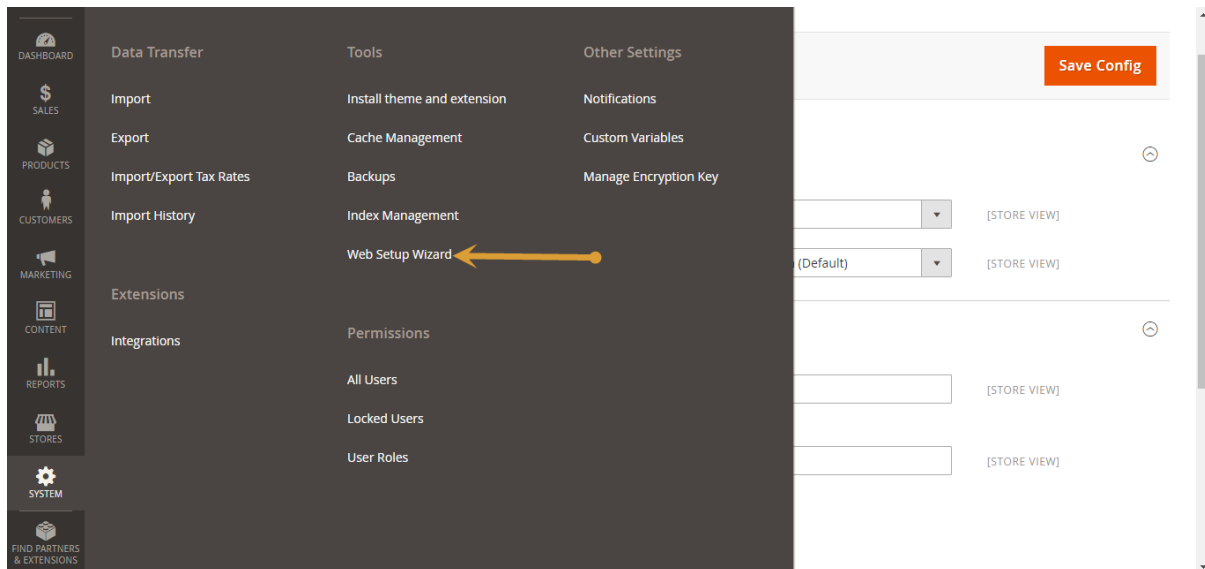 DASHBOARD
SALES
PRODUCTS
CUSTOMERS
MARKETING
CONTENT
REPORTS
STORES
SYSTEM
FIND PARTNERS
& EXTENSIONS
Data Transfer
Import
Export
Import/Export Tax Rates
Import History
Extensions
Integrations
Tools
Install theme and extension
Cache Management
Backups
Index Management
Web Setup Wizard
Permissions
All Users
Locked Users
User Roles
Other Settings
Notifications
Custom Variables
Manage Encryption Key
Save Config
[STORE VIEW]
(Default)
[STORE VIEW]
[STORE VIEW]
[STORE VIEW]